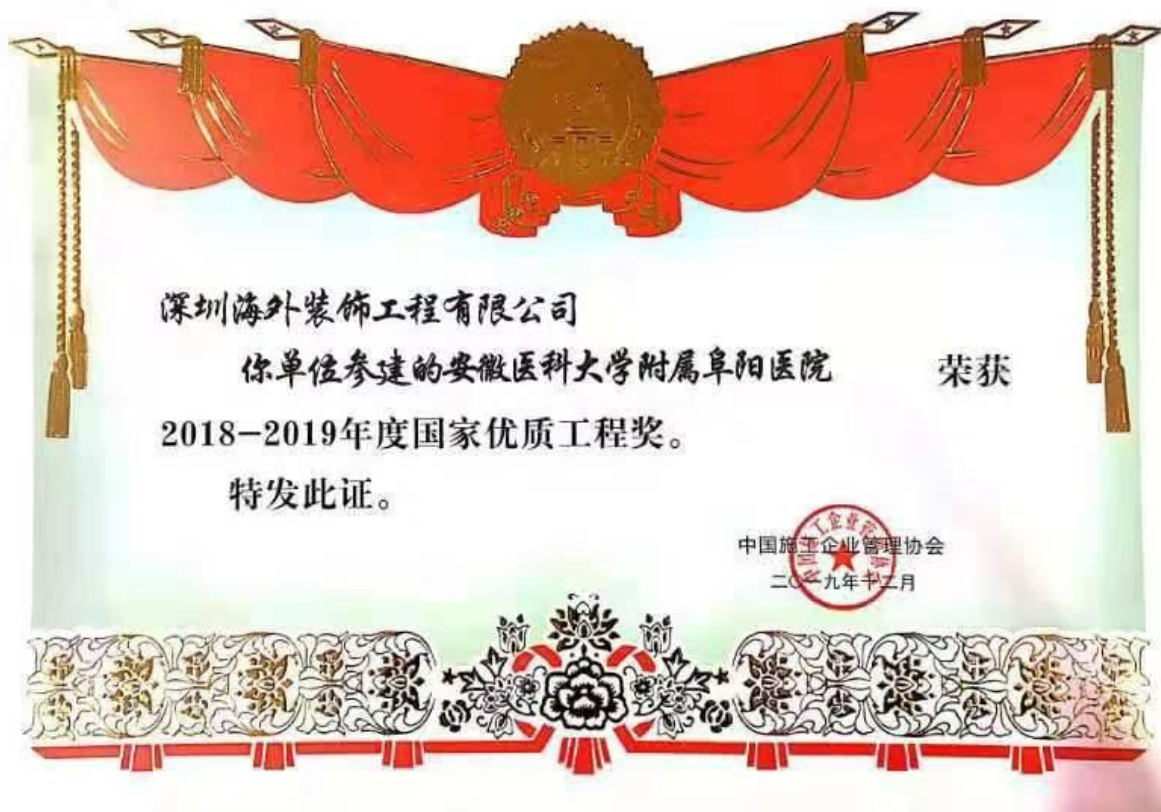 深圳海外装饰工程有限公司
你单位参建的安徽医科大学附属阜阳医院 荣获
2018-2019年度国家优质工程奖。
特发此证。
中国施工企业管理协会
二〇一九年十二月